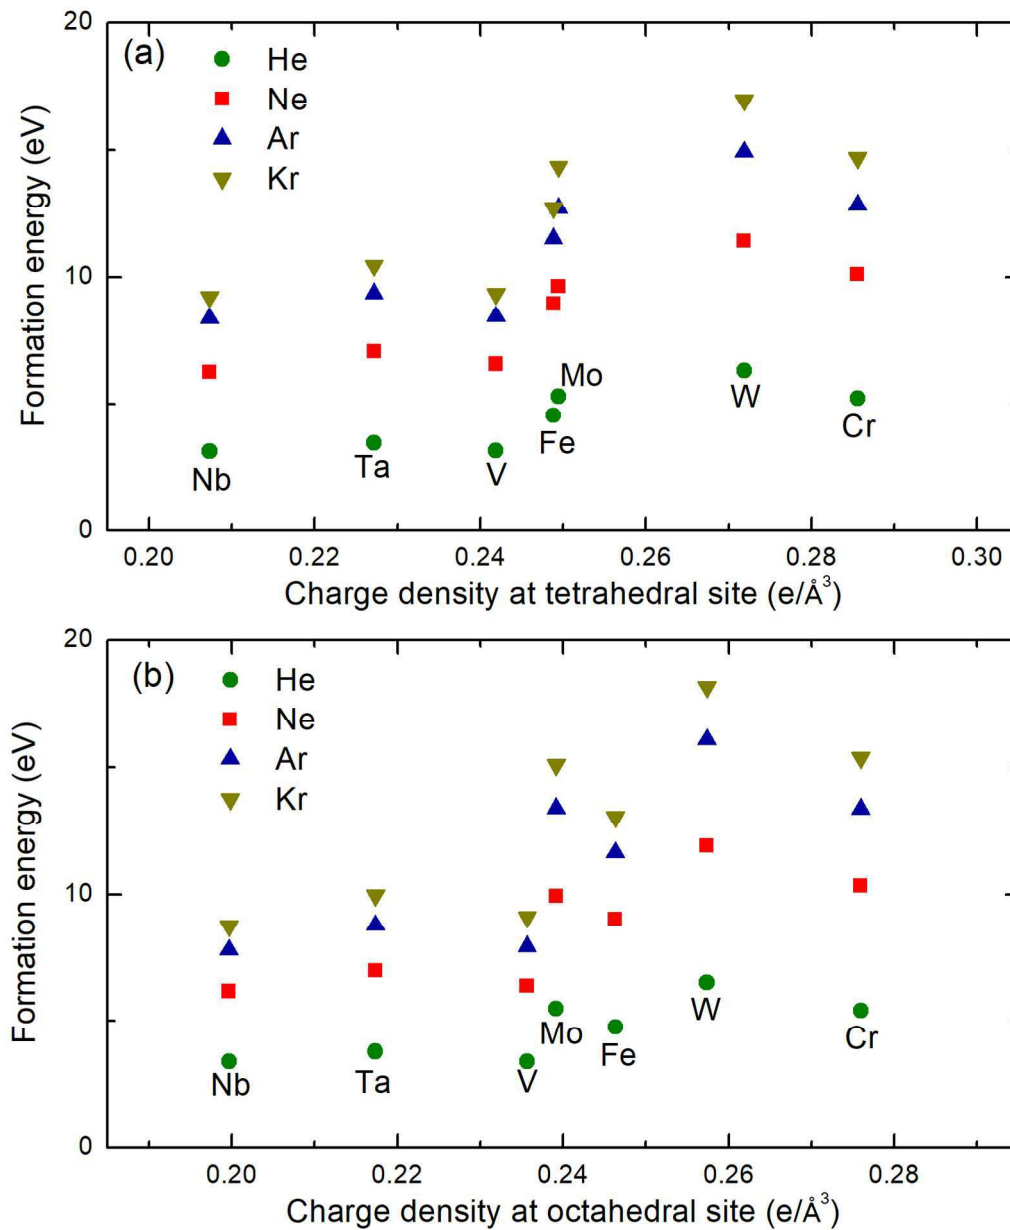 (a)
He
Ne
Ar
Kr
20
10
0
Formation energy (eV)
Mo
W
Cr
Fe
Ta
V
Nb
0.20 0.22 0.24 0.26 0.28 0.30
Charge density at tetrahedral site (e/Å³)
(b)
He
Ne
Ar
Kr
20
10
0
Formation energy (eV)
W
Mo
Cr
Fe
Nb
Ta
V
0.20 0.22 0.24 0.26 0.28
Charge density at octahedral site (e/Å³)